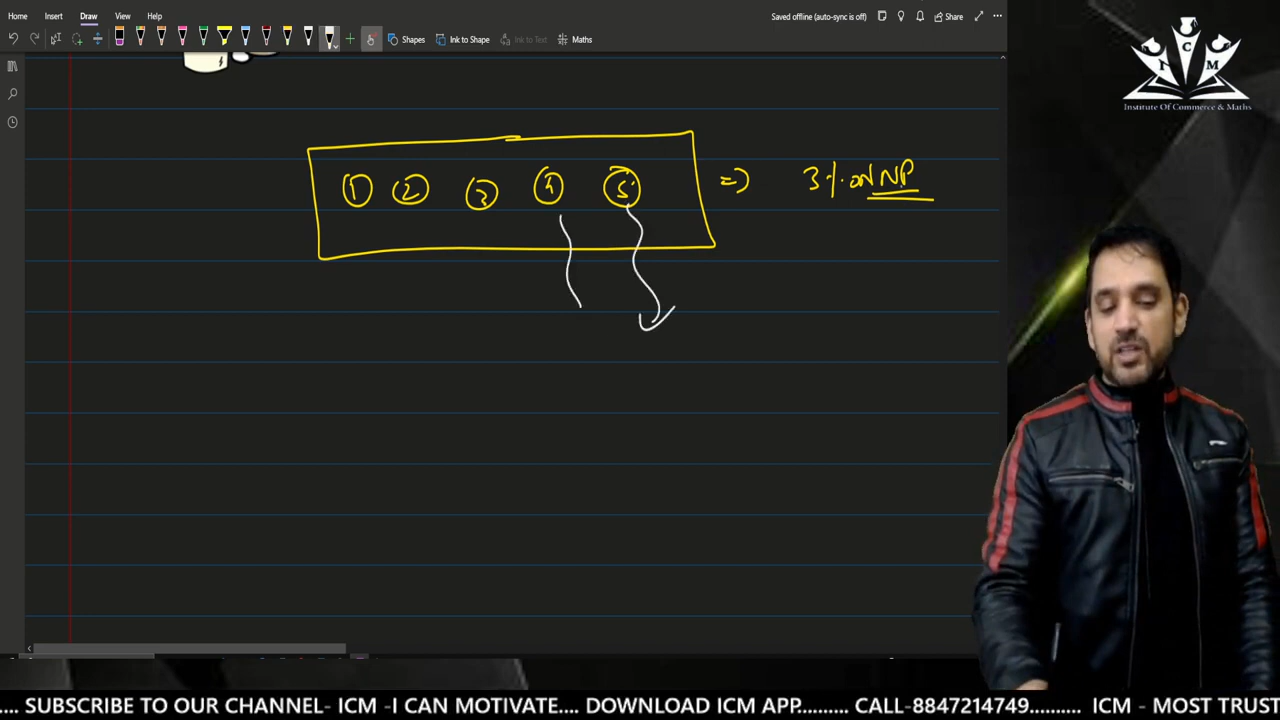 Home Insert Draw View Help
Saved offline (auto-sync is off) Share
Shapes Ink to Shape Ink to Text Maths
1 2 3 4 5 => 3% on NP
I C M
Institute Of Commerce & Maths
.... SUBSCRIBE TO OUR CHANNEL- ICM -I CAN MOTIVATE.... DOWNLOAD ICM APP......... CALL-8847214749.......... ICM - MOST TRUST